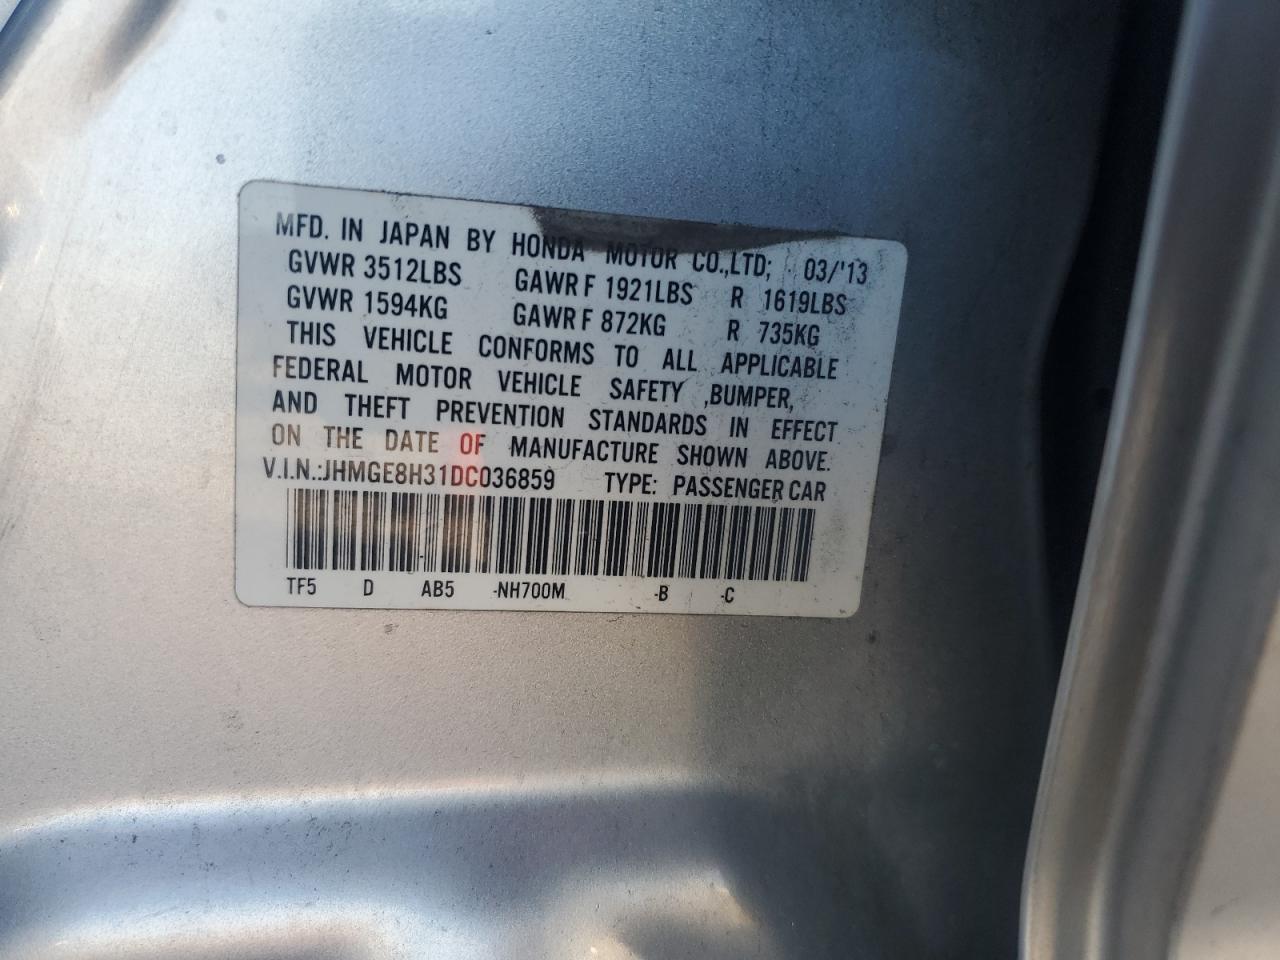 MFD. IN JAPAN BY HONDA MOTOR CO.,LTD; 03/'13
GVWR 3512LBS GAWR F 1921LBS R 1619LBS
GVWR 1594KG GAWR F 872KG R 735KG
THIS VEHICLE CONFORMS TO ALL APPLICABLE
FEDERAL MOTOR VEHICLE SAFETY ,BUMPER,
AND THEFT PREVENTION STANDARDS IN EFFECT
ON THE DATE OF MANUFACTURE SHOWN ABOVE.
V.I.N.:JHMGE8H31DC036859 TYPE: PASSENGER CAR
TF5 D AB5 -NH700M -B -C